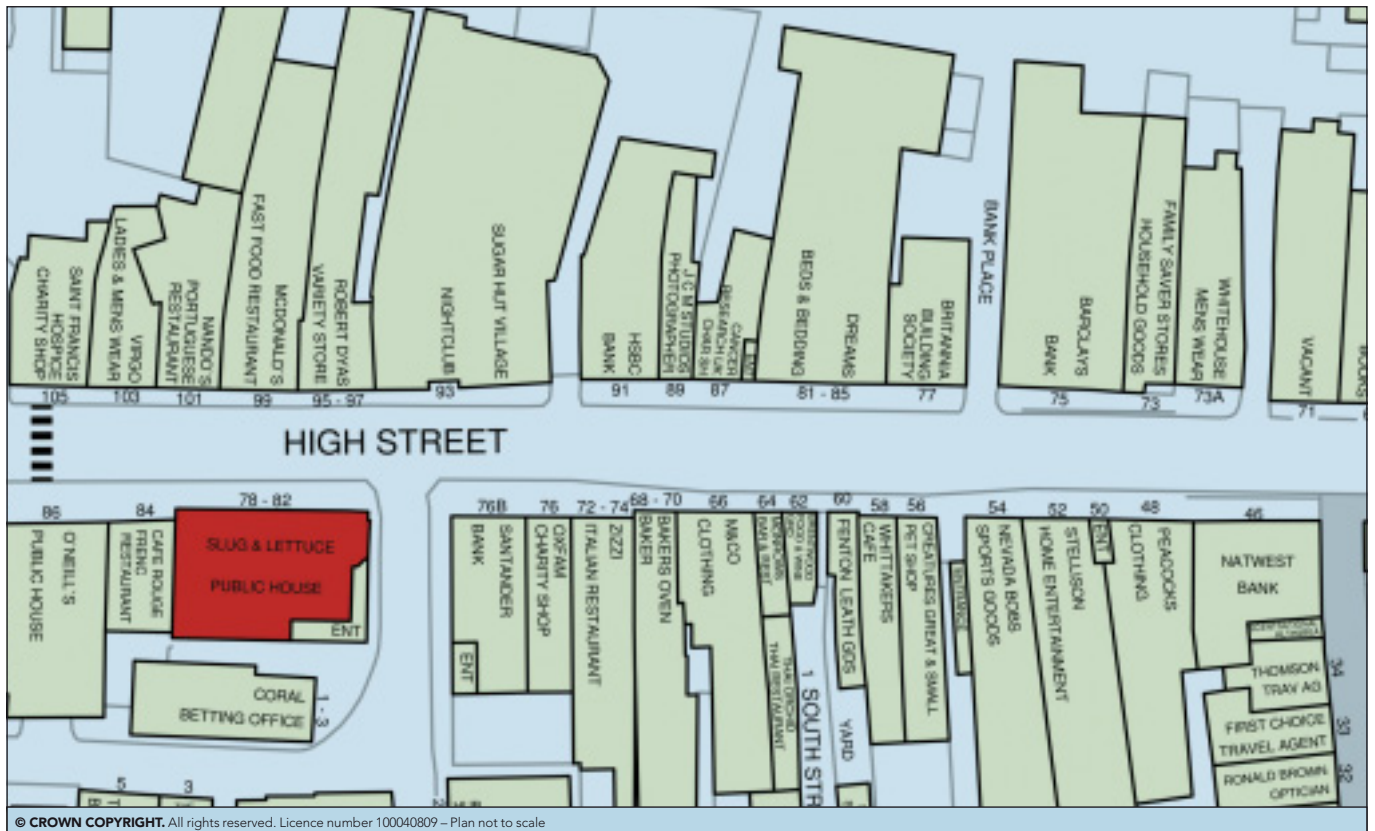 SAINT FRANCIS
HOSPICE
CHARITY SHOP
105
VIRGO
LADIES & MENS WEAR
103
NANDO'S
PORTUGUESE
RESTAURANT
101
MCDONALD'S
FAST FOOD RESTAURANT
99
ROBERT DYAS
VARIETY STORE
95 - 97
SUGAR HUT VILLAGE
NIGHTCLUB
93
HSBC
BANK
91
J C M STUDIOS
PHOTOGRAPHER
89
CANCER
RESEARCH UK
CHAR SH
87
DREAMS
BEDS & BEDDING
81 - 85
BRITANNIA
BUILDING
SOCIETY
77
BANK PLACE
BARCLAYS
BANK
75
FAMILY SAVER STORES
HOUSEHOLD GOODS
73
WHITEHOUSE
MENS WEAR
73A
VACANT
71
HIGH STREET
86
O'NEILL'S
PUBLIC HOUSE
84
CAFE ROUGE
FRENC
RESTAURANT
78 - 82
SLUG & LETTUCE
PUBLIC HOUSE
ENT
CORAL
BETTING OFFICE
1 - 3
5
3
76B
SANTANDER
BANK
ENT
76
OXFAM
CHARITY SHOP
72 - 74
ZIZZI
ITALIAN RESTAURANT
68 - 70
BAKERS OVEN
BAKER
66
M&CO
CLOTHING
64
62
THAI ORCHID
THAI RESTAURANT
1 SOUTH STR
60
FENTON LEATH GDS
YARD
58
WHITTAKERS
CAFE
56
CREATURES GREAT & SMALL
PET SHOP
ENTRANCE
54
NEVADA BOBS
SPORTS GOODS
52
STELLISON
HOME ENTERTAINMENT
50
ENT
48
PEACOCKS
CLOTHING
46
NATWEST
BANK
THOMSON
TRAV AG
34
FIRST CHOICE
TRAVEL AGENT
33
RONALD BROWN
OPTICIAN
32
© CROWN COPYRIGHT. All rights reserved. Licence number 100040809 – Plan not to scale